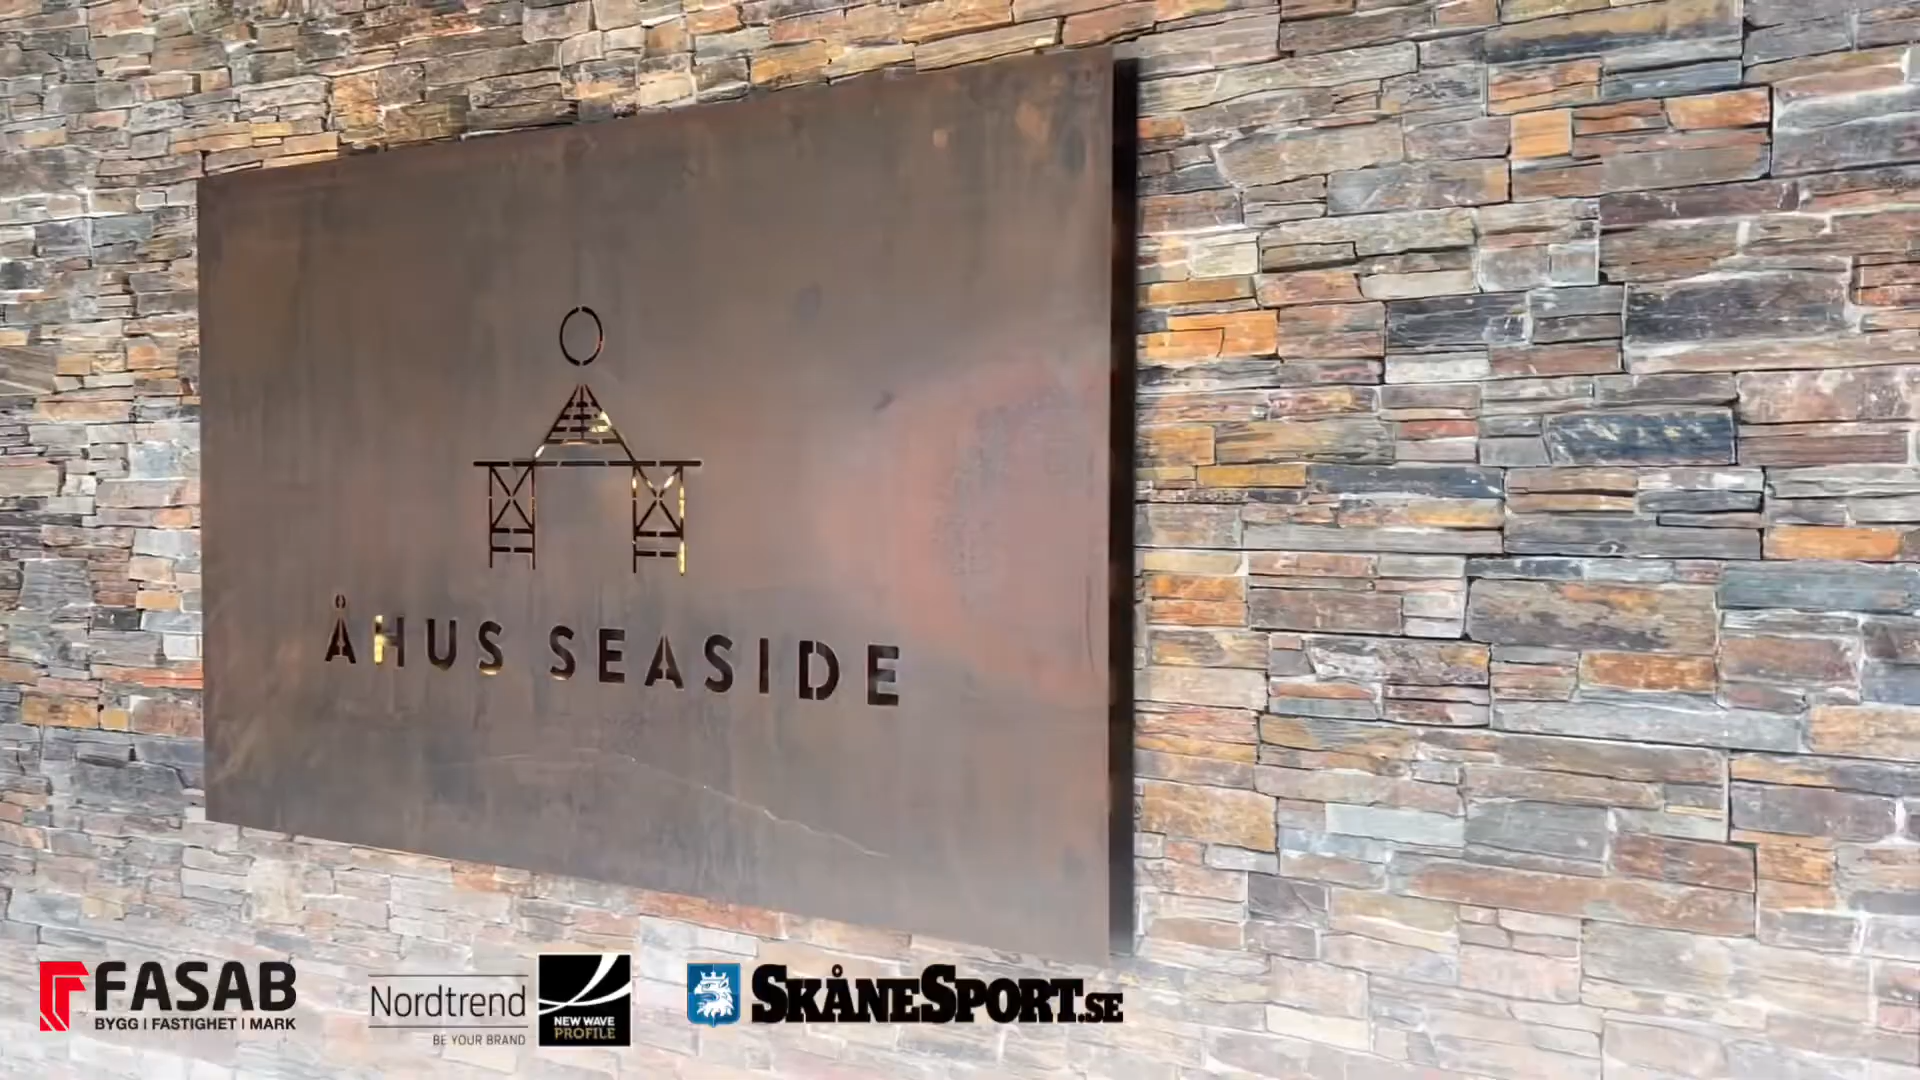 ÅHUS SEASIDE
FASAB
BYGG | FASTIGHET | MARK
Nordtrend
BE YOUR BRAND
NEW WAVE
PROFILE
SKÅNESPORT.SE